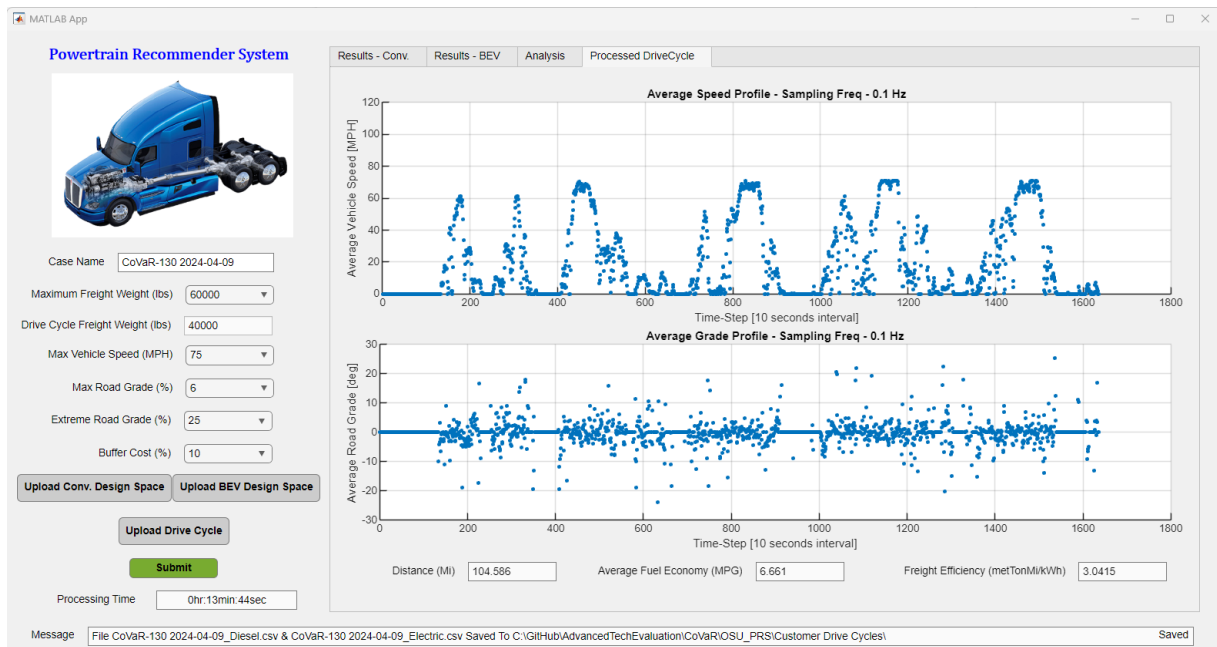 MATLAB App
Powertrain Recommender System
Case Name CoVaR-130 2024-04-09
Maximum Freight Weight (lbs) 60000
Drive Cycle Freight Weight (lbs) 40000
Max Vehicle Speed (MPH) 75
Max Road Grade (%) 6
Extreme Road Grade (%) 25
Buffer Cost (%) 10
Upload Conv. Design Space Upload BEV Design Space
Upload Drive Cycle
Submit
Processing Time 0hr:13min:44sec
Results - Conv. Results - BEV Analysis Processed DriveCycle
Average Speed Profile - Sampling Freq - 0.1 Hz
Average Vehicle Speed [MPH]
120
100
80
60
40
20
0
0 200 400 600 800 1000 1200 1400 1600 1800
Time-Step [10 seconds interval]
Average Grade Profile - Sampling Freq - 0.1 Hz
Average Road Grade [deg]
30
20
10
0
-10
-20
-30
0 200 400 600 800 1000 1200 1400 1600 1800
Time-Step [10 seconds interval]
Distance (Mi) 104.586 Average Fuel Economy (MPG) 6.661 Freight Efficiency (metTonMi/kWh) 3.0415
Message File CoVaR-130 2024-04-09_Diesel.csv & CoVaR-130 2024-04-09_Electric.csv Saved To C:\GitHub\AdvancedTechEvaluation\CoVaR\OSU_PRS\Customer Drive Cycles\ Saved